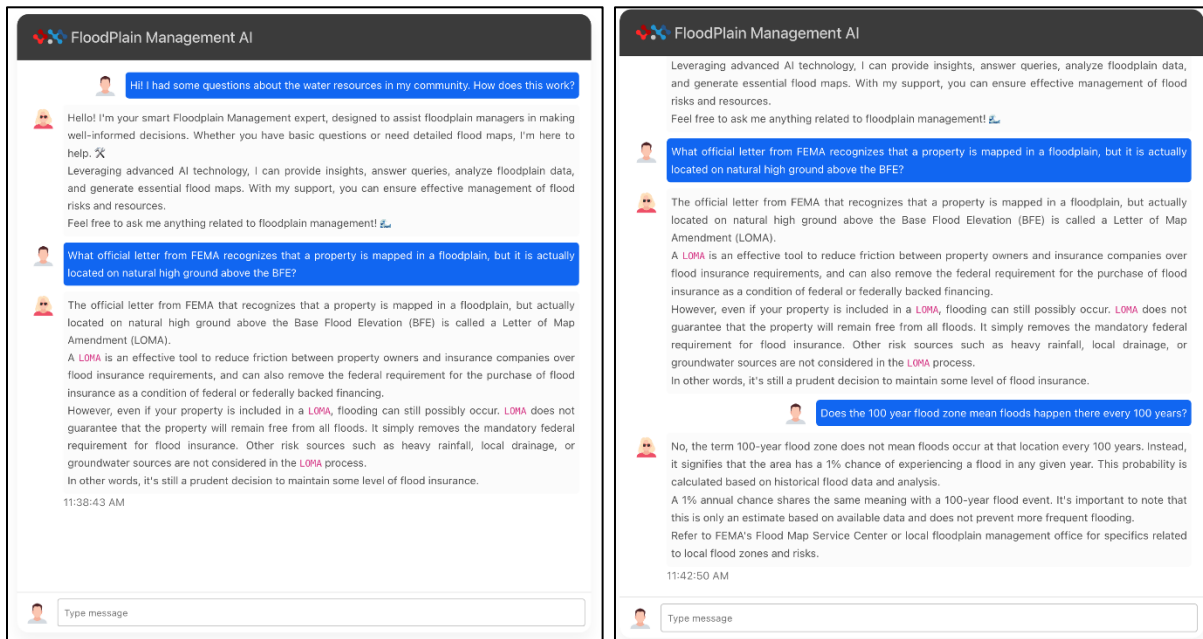 FloodPlain Management AI
Hi! I had some questions about the water resources in my community. How does this work?
Hello! I'm your smart Floodplain Management expert, designed to assist floodplain managers in making
well-informed decisions. Whether you have basic questions or need detailed flood maps, I'm here to
help.
Leveraging advanced AI technology, I can provide insights, answer queries, analyze floodplain data,
and generate essential flood maps. With my support, you can ensure effective management of flood
risks and resources.
Feel free to ask me anything related to floodplain management!
What official letter from FEMA recognizes that a property is mapped in a floodplain, but it is actually
located on natural high ground above the BFE?
The official letter from FEMA that recognizes that a property is mapped in a floodplain, but actually
located on natural high ground above the Base Flood Elevation (BFE) is called a Letter of Map
Amendment (LOMA).
A LOMA is an effective tool to reduce friction between property owners and insurance companies over
flood insurance requirements, and can also remove the federal requirement for the purchase of flood
insurance as a condition of federal or federally backed financing.
However, even if your property is included in a LOMA, flooding can still possibly occur. LOMA does not
guarantee that the property will remain free from all floods. It simply removes the mandatory federal
requirement for flood insurance. Other risk sources such as heavy rainfall, local drainage, or
groundwater sources are not considered in the LOMA process.
In other words, it's still a prudent decision to maintain some level of flood insurance.
11:38:43 AM
Type message
FloodPlain Management AI
Leveraging advanced AI technology, I can provide insights, answer queries, analyze floodplain data,
and generate essential flood maps. With my support, you can ensure effective management of flood
risks and resources.
Feel free to ask me anything related to floodplain management!
What official letter from FEMA recognizes that a property is mapped in a floodplain, but it is actually
located on natural high ground above the BFE?
The official letter from FEMA that recognizes that a property is mapped in a floodplain, but actually
located on natural high ground above the Base Flood Elevation (BFE) is called a Letter of Map
Amendment (LOMA).
A LOMA is an effective tool to reduce friction between property owners and insurance companies over
flood insurance requirements, and can also remove the federal requirement for the purchase of flood
insurance as a condition of federal or federally backed financing.
However, even if your property is included in a LOMA, flooding can still possibly occur. LOMA does not
guarantee that the property will remain free from all floods. It simply removes the mandatory federal
requirement for flood insurance. Other risk sources such as heavy rainfall, local drainage, or
groundwater sources are not considered in the LOMA process.
In other words, it's still a prudent decision to maintain some level of flood insurance.
Does the 100 year flood zone mean floods happen there every 100 years?
No, the term 100-year flood zone does not mean floods occur at that location every 100 years. Instead,
it signifies that the area has a 1% chance of experiencing a flood in any given year. This probability is
calculated based on historical flood data and analysis.
A 1% annual chance shares the same meaning with a 100-year flood event. It's important to note that
this is only an estimate based on available data and does not prevent more frequent flooding.
Refer to FEMA's Flood Map Service Center or local floodplain management office for specifics related
to local flood zones and risks.
11:42:50 AM
Type message